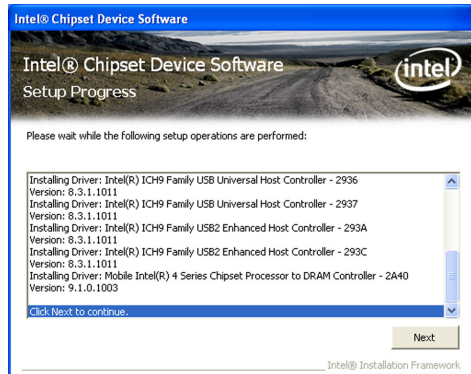 Intel® Chipset Device Software
Intel® Chipset Device Software
intel
Setup Progress
Please wait while the following setup operations are performed:
Installing Driver: Intel(R) ICH9 Family USB Universal Host Controller - 2936
Version: 8.3.1.1011
Installing Driver: Intel(R) ICH9 Family USB Universal Host Controller - 2937
Version: 8.3.1.1011
Installing Driver: Intel(R) ICH9 Family USB2 Enhanced Host Controller - 293A
Version: 8.3.1.1011
Installing Driver: Intel(R) ICH9 Family USB2 Enhanced Host Controller - 293C
Version: 8.3.1.1011
Installing Driver: Mobile Intel(R) 4 Series Chipset Processor to DRAM Controller - 2A40
Version: 9.1.0.1003
Click Next to continue.
Next
Intel® Installation Framework